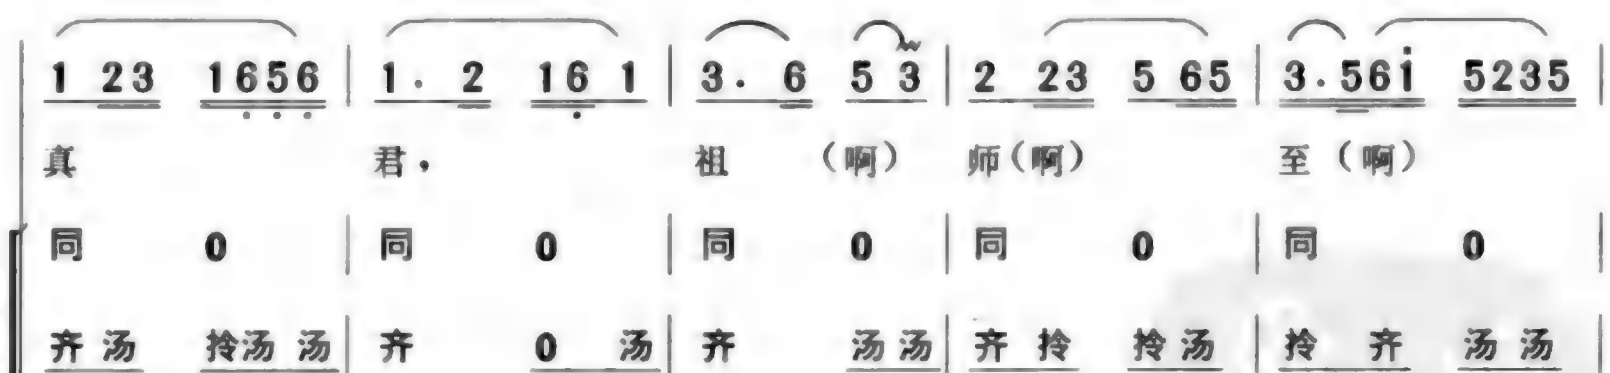 1 23 1656 | 1· 2 16 1 | 3· 6 5 3 | 2 23 5 65 | 3·56i 5235 |
真 君， 祖 （啊） 师（啊） 至（啊）
同 0 | 同 0 | 同 0 | 同 0 | 同 0 |
齐 汤 拎汤 汤 | 齐 0 汤 | 齐 汤汤 | 齐 拎 拎汤 | 拎 齐 汤 汤 |